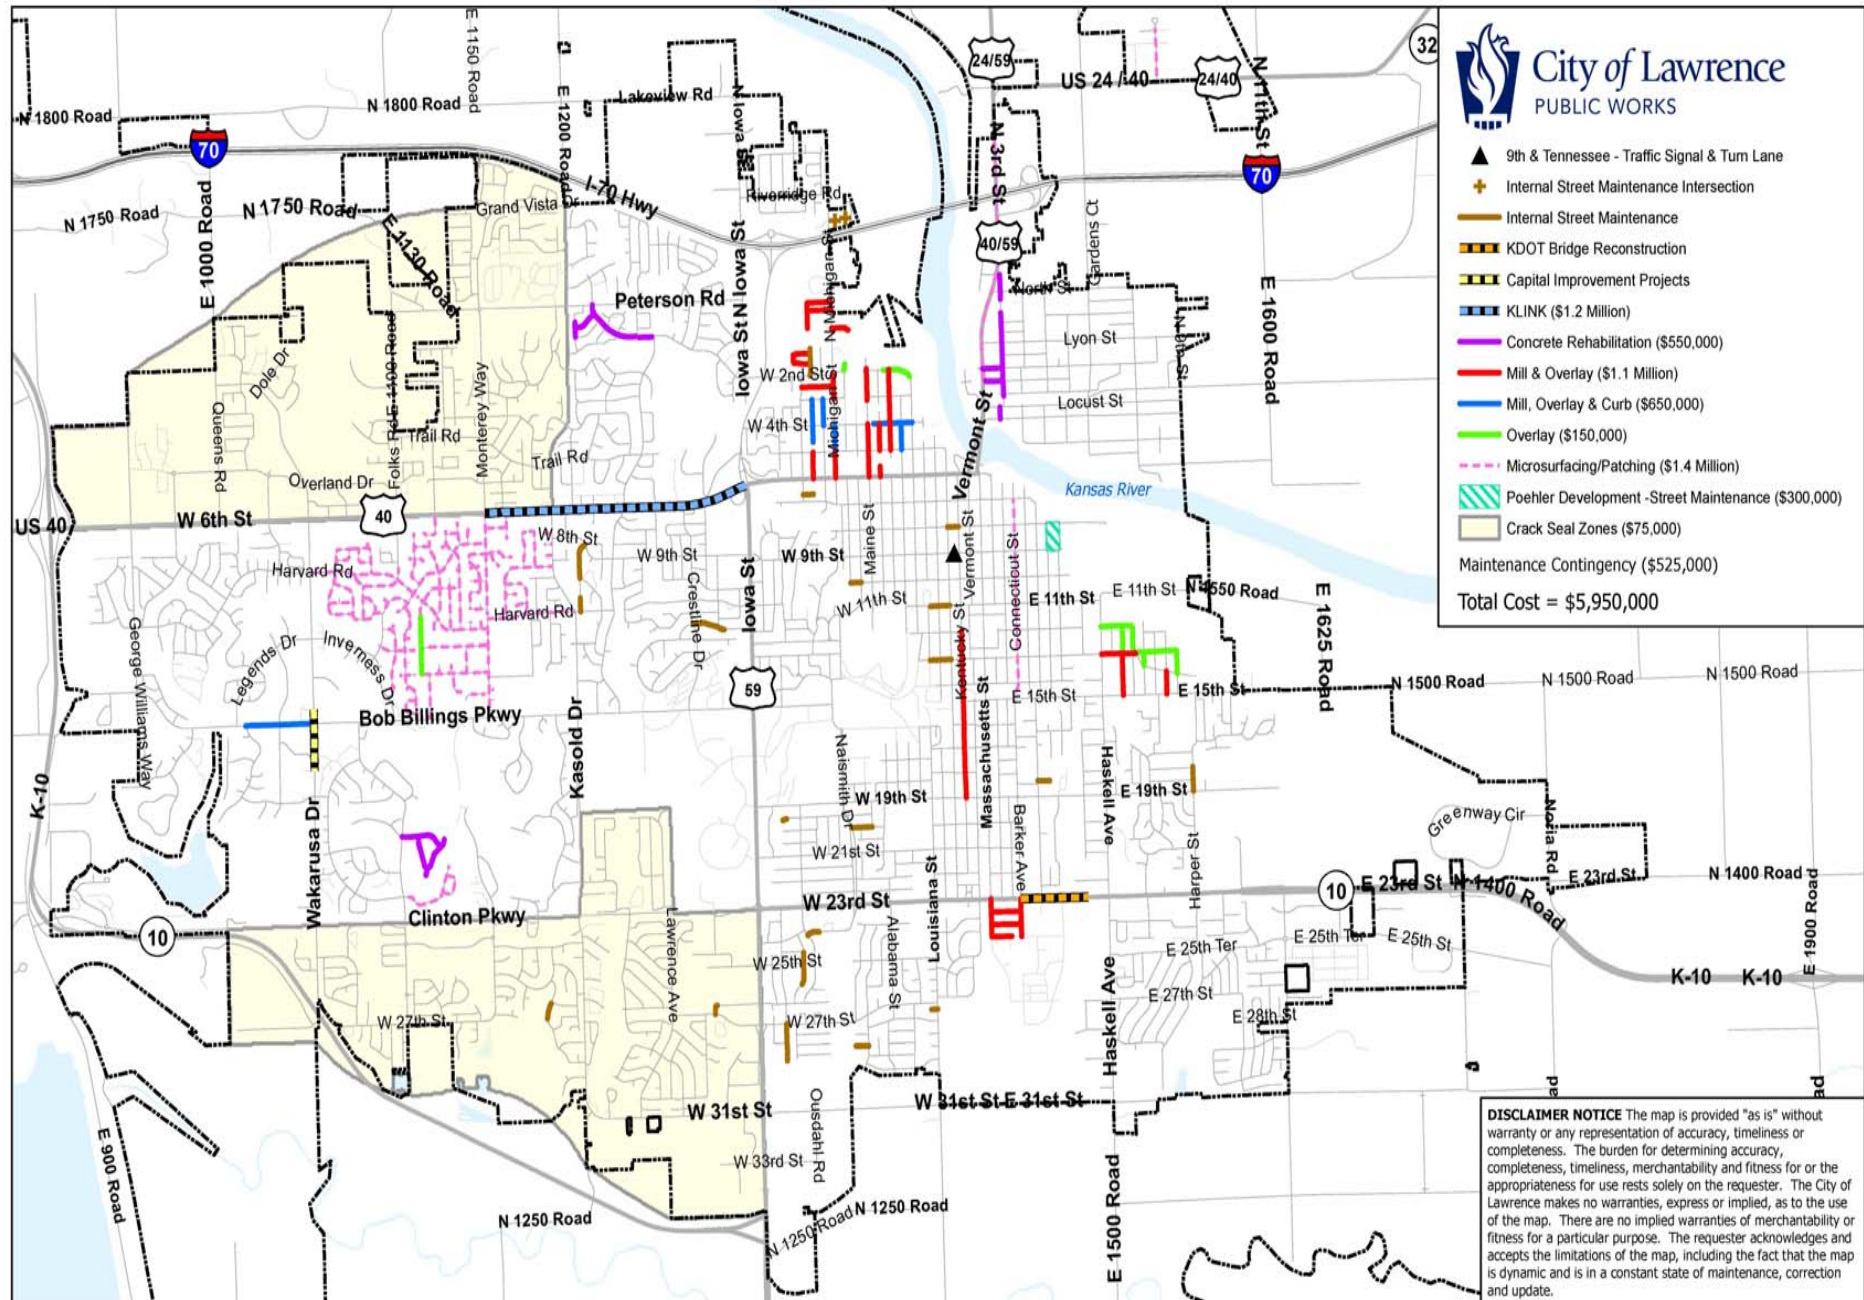 City of Lawrence
PUBLIC WORKS
9th & Tennessee - Traffic Signal & Turn Lane
Internal Street Maintenance Intersection
Internal Street Maintenance
KDOT Bridge Reconstruction
Capital Improvement Projects
KLINK ($1.2 Million)
Concrete Rehabilitation ($550,000)
Mill & Overlay ($1.1 Million)
Mill, Overlay & Curb ($650,000)
Overlay ($150,000)
Microsurfacing/Patching ($1.4 Million)
Poehler Development -Street Maintenance ($300,000)
Crack Seal Zones ($75,000)
Maintenance Contingency ($525,000)
Total Cost = $5,950,000
32
E 1150 Road
24/59
US 24 / 40
24/40
N 11th St
N 1800 Road
N 1800 Road
E 1200 Road
Lakeview Rd
N Iowa St
70
N 3rd St
70
I-70 Hwy
Riverridge Rd
N 1750 Road
N 1750 Road
Grand Vista Dr
E 1000 Road
E 1130 Road
Iowa St N Iowa St
N Michigan St
40/59
Gardens Ct
North St
E 1600 Road
Peterson Rd
Lyon St
N 9th St
Dole Dr
Folks Rd E 1100 Road
Monterey Way
W 2nd St
Michigan St
Locust St
Queens Rd
Trail Rd
W 4th St
Vermont St
Trail Rd
Overland Dr
Kansas River
US 40
W 6th St
40
W 8th St
W 9th St
W 9th St
Maine St
Vermont St
Connecticut St
Harvard Rd
Harvard Rd
Crestline Dr
Iowa St
W 11th St
E 11th St
E 11th St
N 1550 Road
E 1625 Road
George Williams Way
Legends Dr
Inverness Dr
Kentucky St
59
E 15th St
E 15th St
N 1500 Road
N 1500 Road
N 1500 Road
Bob Billings Pkwy
Kasold Dr
Massachusetts St
Naismith Dr
Haskell Ave
K-10
W 19th St
E 19th St
Wakarusa Dr
Barker Ave
Greenway Cir
Noria Rd
W 21st St
Harper St
Louisiana St
10
E 23rd St N 1400 Road
E 23rd St
N 1400 Road
Clinton Pkwy
W 23rd St
10
Lawrence Ave
Alabama St
E 25th Ter
E 25th Ter
E 25th St
E 1900 Road
W 25th St
K-10
K-10
Haskell Ave
E 27th St
W 27th St
W 27th St
E 28th St
W 31st St
W 31st St E 31st St
Ousdahl Rd
W 33rd St
E 900 Road
N 1250 Road
N 1250 Road
N 1250 Road
E 1500 Road
ad
ad
DISCLAIMER NOTICE The map is provided "as is" without
warranty or any representation of accuracy, timeliness or
completeness. The burden for determining accuracy,
completeness, timeliness, merchantability and fitness for or the
appropriateness for use rests solely on the requester. The City of
Lawrence makes no warranties, express or implied, as to the use
of the map. There are no implied warranties of merchantability or
fitness for a particular purpose. The requester acknowledges and
accepts the limitations of the map, including the fact that the map
is dynamic and is in a constant state of maintenance, correction
and update.